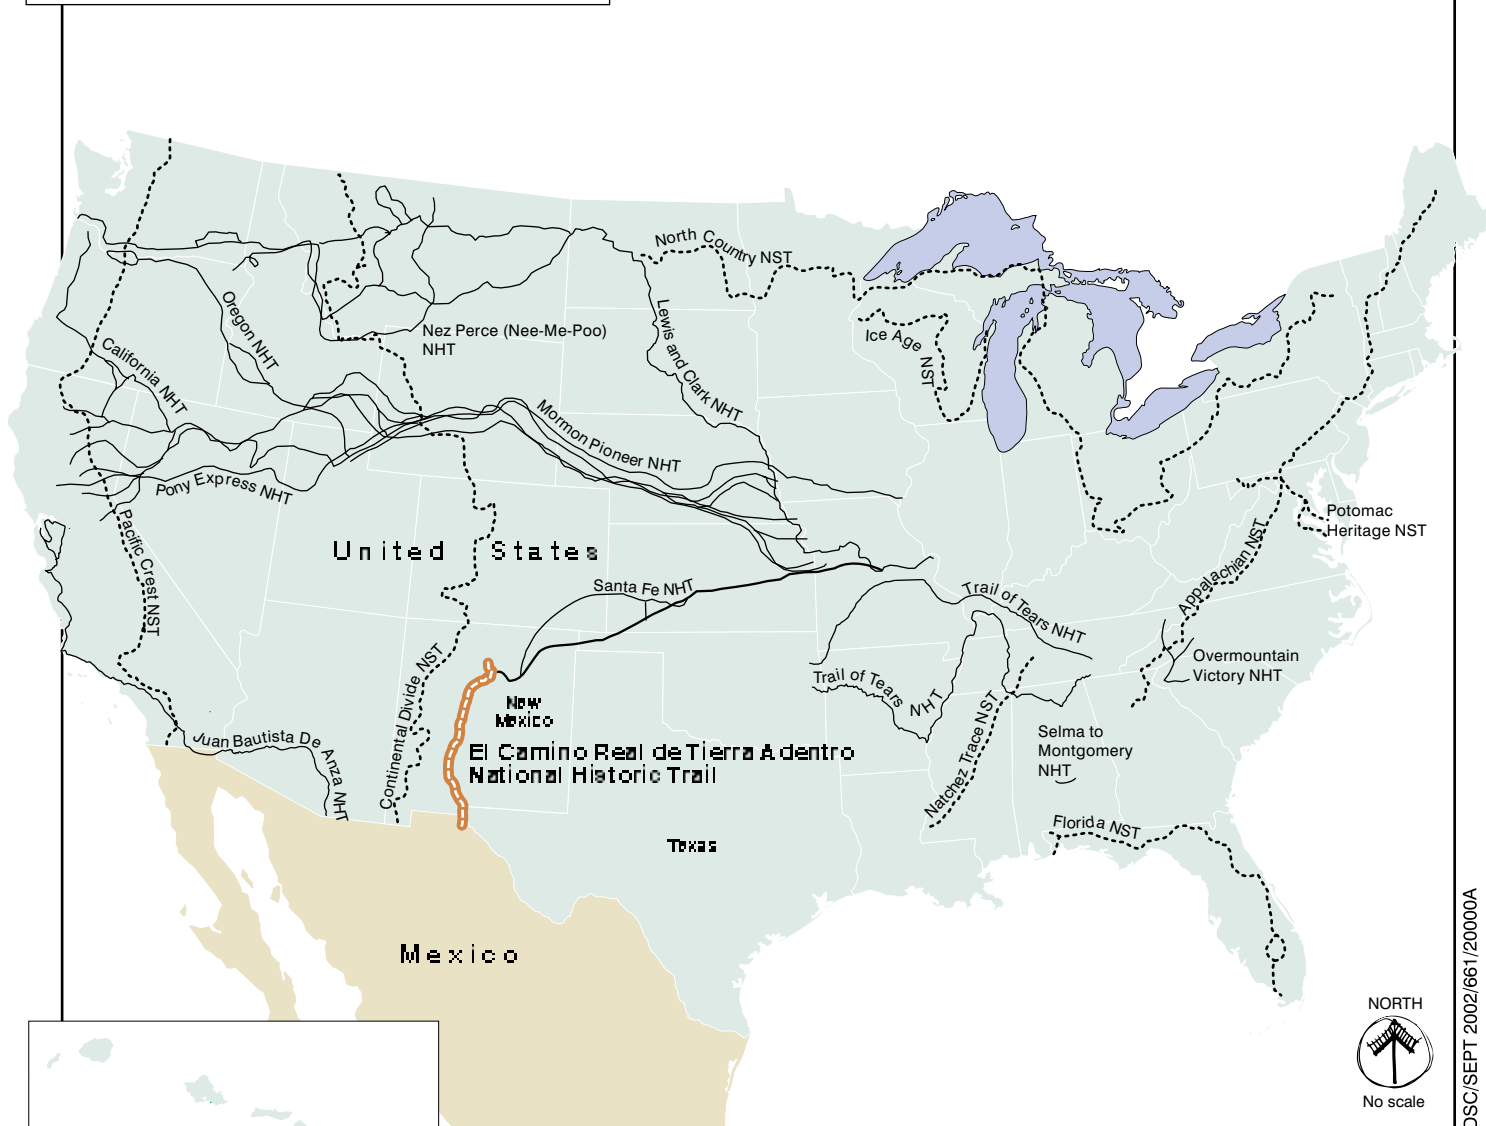 North Country NST
Oregon NHT
Lewis and Clark NHT
Nez Perce (Nee-Me-Poo)
NHT
Ice Age NST
California NHT
Mormon Pioneer NHT
Pony Express NHT
Pacific Crest NST
Potomac
Heritage NST
United States
Appalachian NST
Santa Fe NHT
Trail of Tears NHT
Overmountain
Victory NHT
Continental Divide NST
Trail of Tears NHT
New
Mexico
Natchez Trace NST
Selma to
Montgomery
NHT
Juan Bautista De Anza NHT
El Camino Real de Tierra Adentro
National Historic Trail
Florida NST
Texas
Mexico
NORTH
No scale
DSC/SEPT 2002/661/20000A